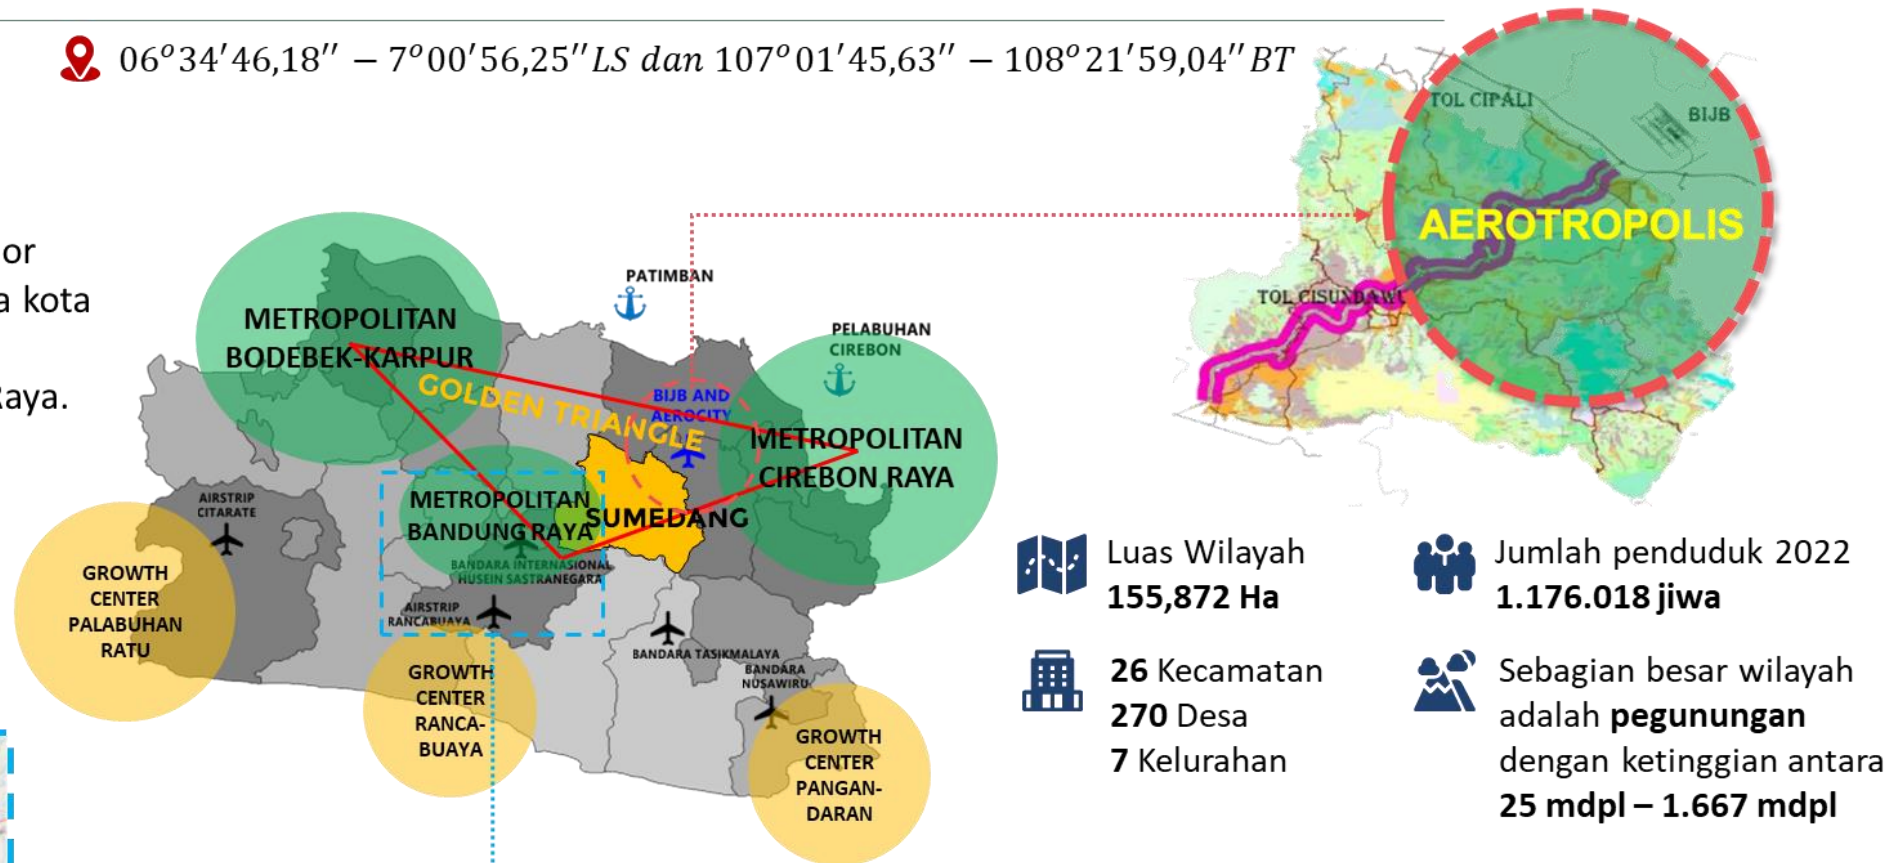 06°34′46,18″ – 7°00′56,25″LS dan 107°01′45,63″ – 108°21′59,04″BT
or
a kota
Raya.
TOL CIPALI
BIJB
AEROTROPOLIS
TOL CISUNDAWU
PATIMBAN
PELABUHAN
CIREBON
METROPOLITAN
BODEBEK-KARPUR
GOLDEN TRIANGLE
BIJB AND
AEROCITY
METROPOLITAN
CIREBON RAYA
METROPOLITAN
BANDUNG RAYA
SUMEDANG
AIRSTRIP
CITARATE
BANDARA INTERNASIONAL
HUSEIN SASTRANEGARA
AIRSTRIP
RANCABUAYA
BANDARA TASIKMALAYA
BANDARA
NUSAWIRU
GROWTH
CENTER
PALABUHAN
RATU
GROWTH
CENTER
RANCA-
BUAYA
GROWTH
CENTER
PANGAN-
DARAN
Luas Wilayah
155,872 Ha
Jumlah penduduk 2022
1.176.018 jiwa
26 Kecamatan
270 Desa
7 Kelurahan
Sebagian besar wilayah
adalah pegunungan
dengan ketinggian antara
25 mdpl – 1.667 mdpl